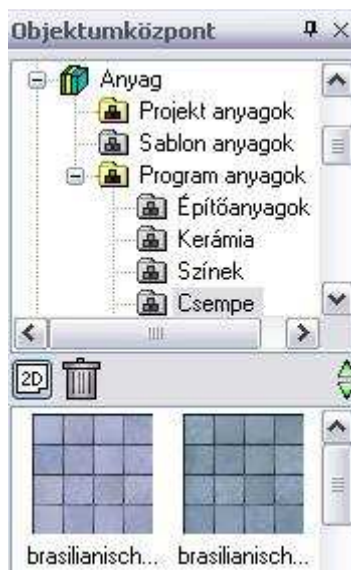 Objektumközpont
Anyag
Projekt anyagok
Sablon anyagok
Program anyagok
Építőanyagok
Kerámia
Színek
Csempe
2D
brasilianisch... brasilianisch...